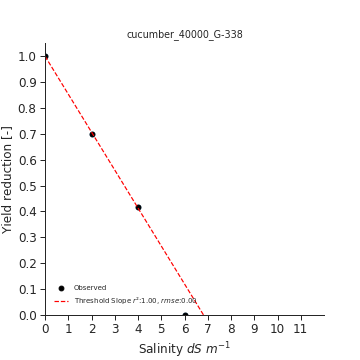 cucumber_40000_G-338
1.0
0.9
0.8
0.7
0.6
0.5
0.4
0.3
0.2
0.1
0.0
Yield reduction [-]
Observed
Threshold Slope r²:1.00, rmse:0.02
0 1 2 3 4 5 6 7 8 9 10 11
Salinity dS m⁻¹